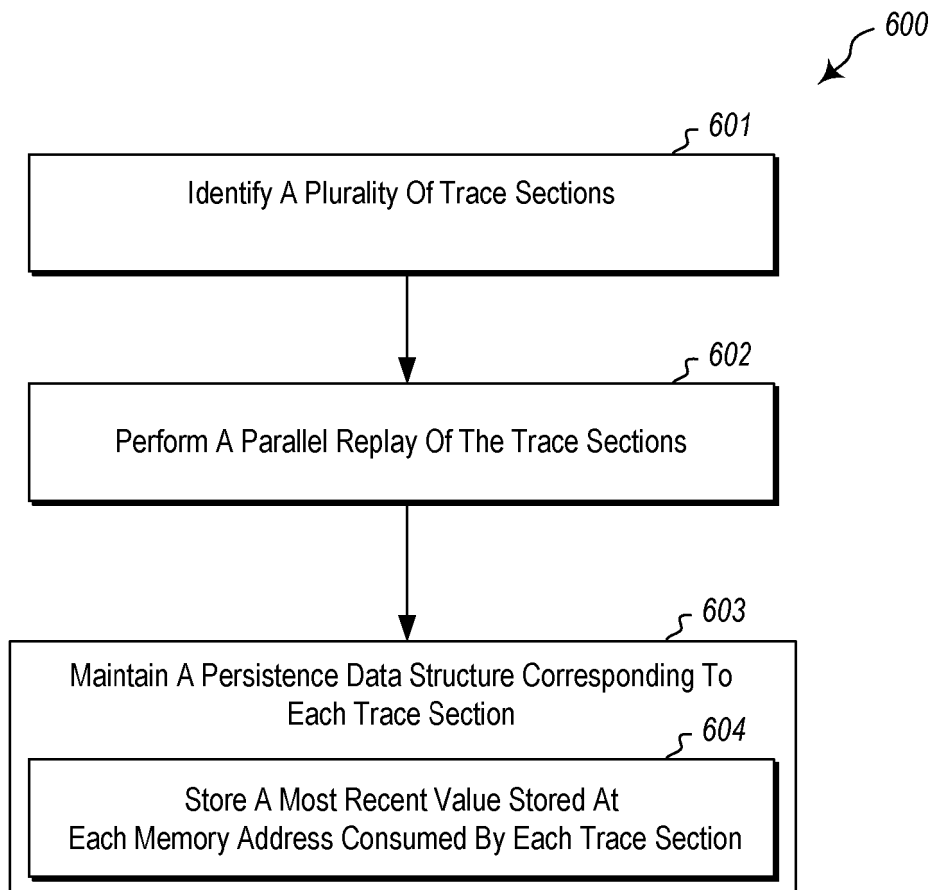 600
601
Identify A Plurality Of Trace Sections
602
Perform A Parallel Replay Of The Trace Sections
603
Maintain A Persistence Data Structure Corresponding To
Each Trace Section
604
Store A Most Recent Value Stored At
Each Memory Address Consumed By Each Trace Section